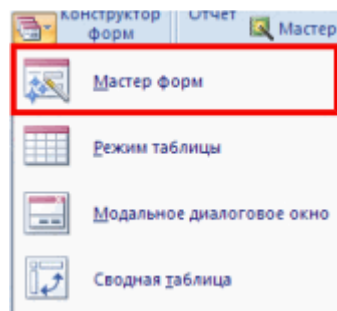 Конструктор
форм
Отчет
Мастер
Мастер форм
Режим таблицы
Модальное диалоговое окно
Сводная таблица